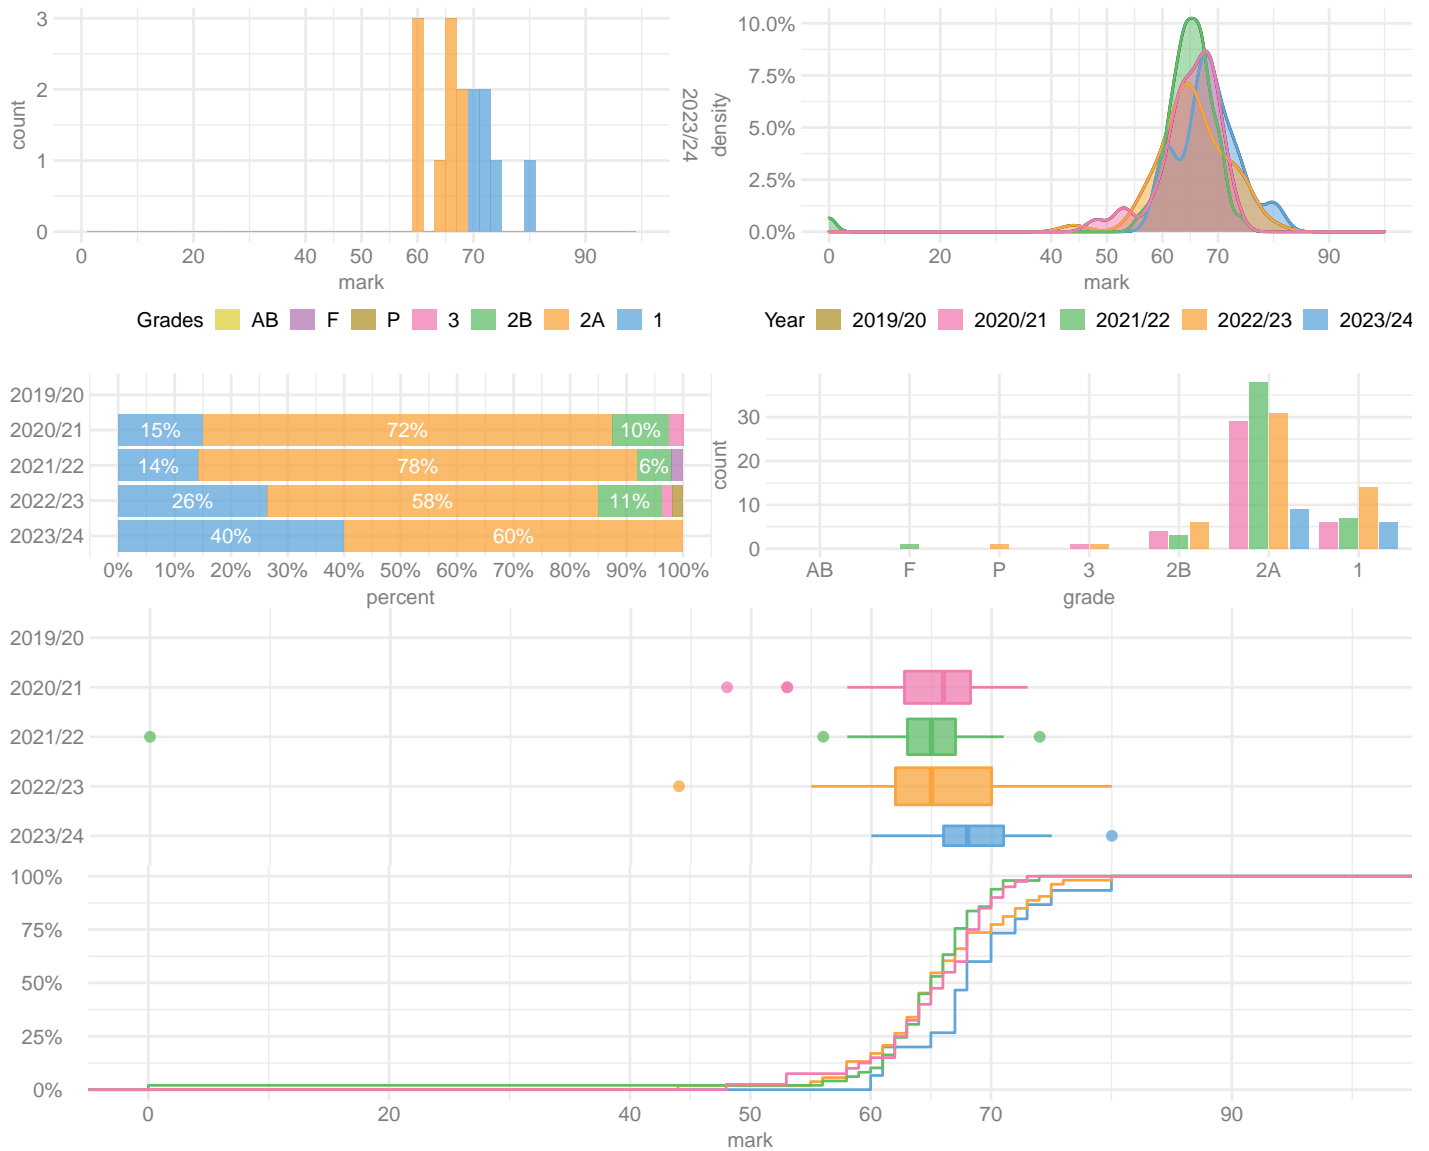 3
2
1
0
count
0
20
40
50
60
70
90
mark
2023/24
Grades AB F P 3 2B 2A 1
10.0%
7.5%
5.0%
2.5%
0.0%
density
0
20
40
50
60
70
90
mark
Year 2019/20 2020/21 2021/22 2022/23 2023/24
2019/20
2020/21 15% 72% 10%
2021/22 14% 78% 6%
2022/23 26% 58% 11%
2023/24 40% 60%
0% 10% 20% 30% 40% 50% 60% 70% 80% 90% 100%
percent
30
20
10
0
count
AB F P 3 2B 2A 1
grade
2019/20
2020/21
2021/22
2022/23
2023/24
100%
75%
50%
25%
0%
0 20 40 50 60 70 90
mark